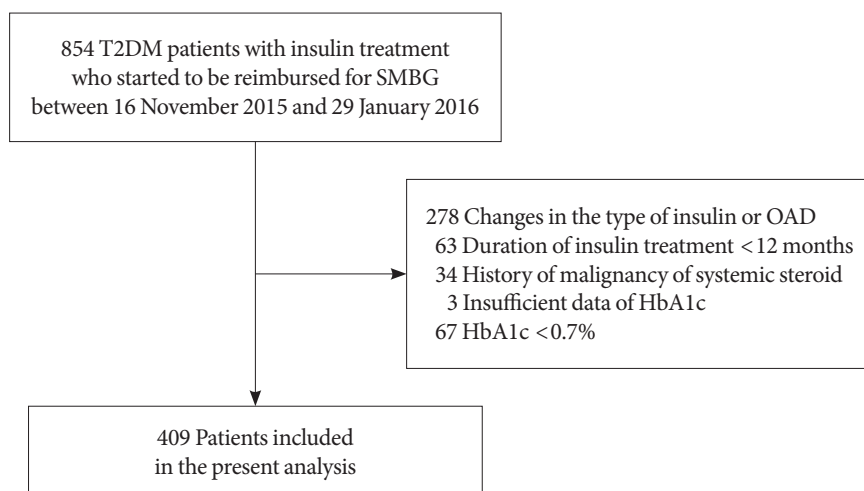 854 T2DM patients with insulin treatment
who started to be reimbursed for SMBG
between 16 November 2015 and 29 January 2016
278 Changes in the type of insulin or OAD
63 Duration of insulin treatment <12 months
34 History of malignancy of systemic steroid
3 Insufficient data of HbA1c
67 HbA1c <0.7%
409 Patients included
in the present analysis